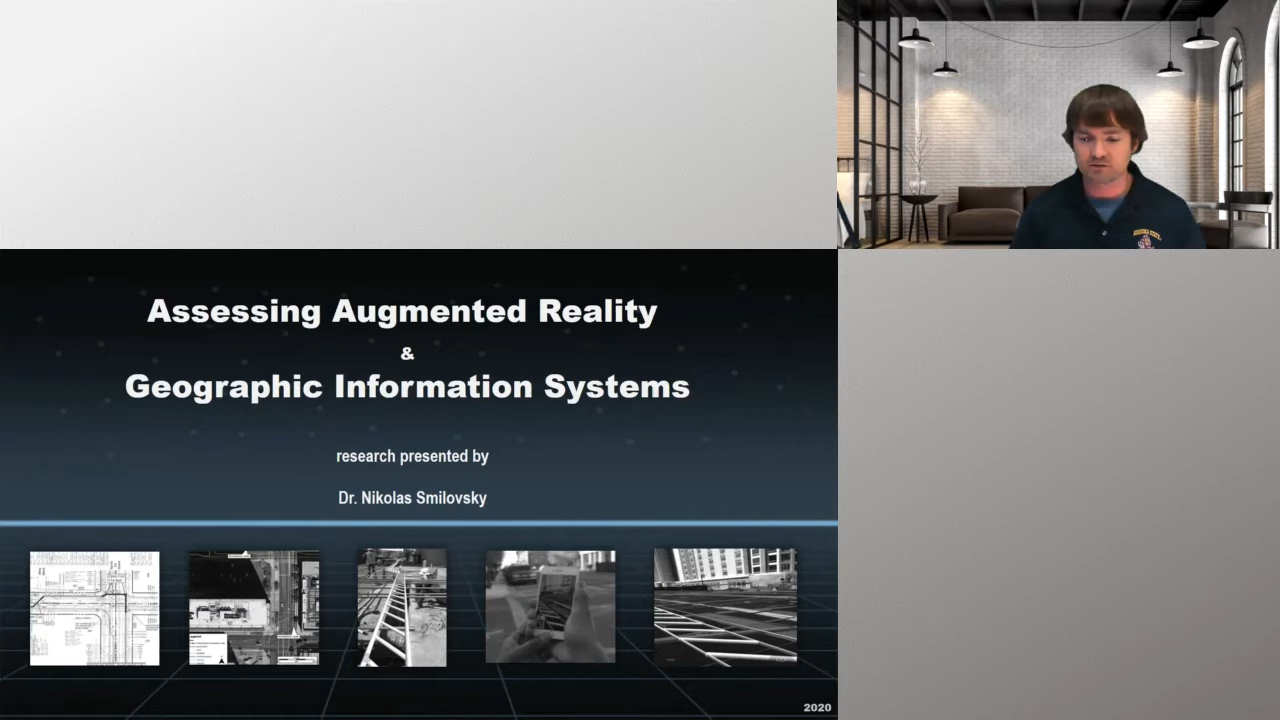 Assessing Augmented Reality
&
Geographic Information Systems
research presented by
Dr. Nikolas Smilovsky
2020